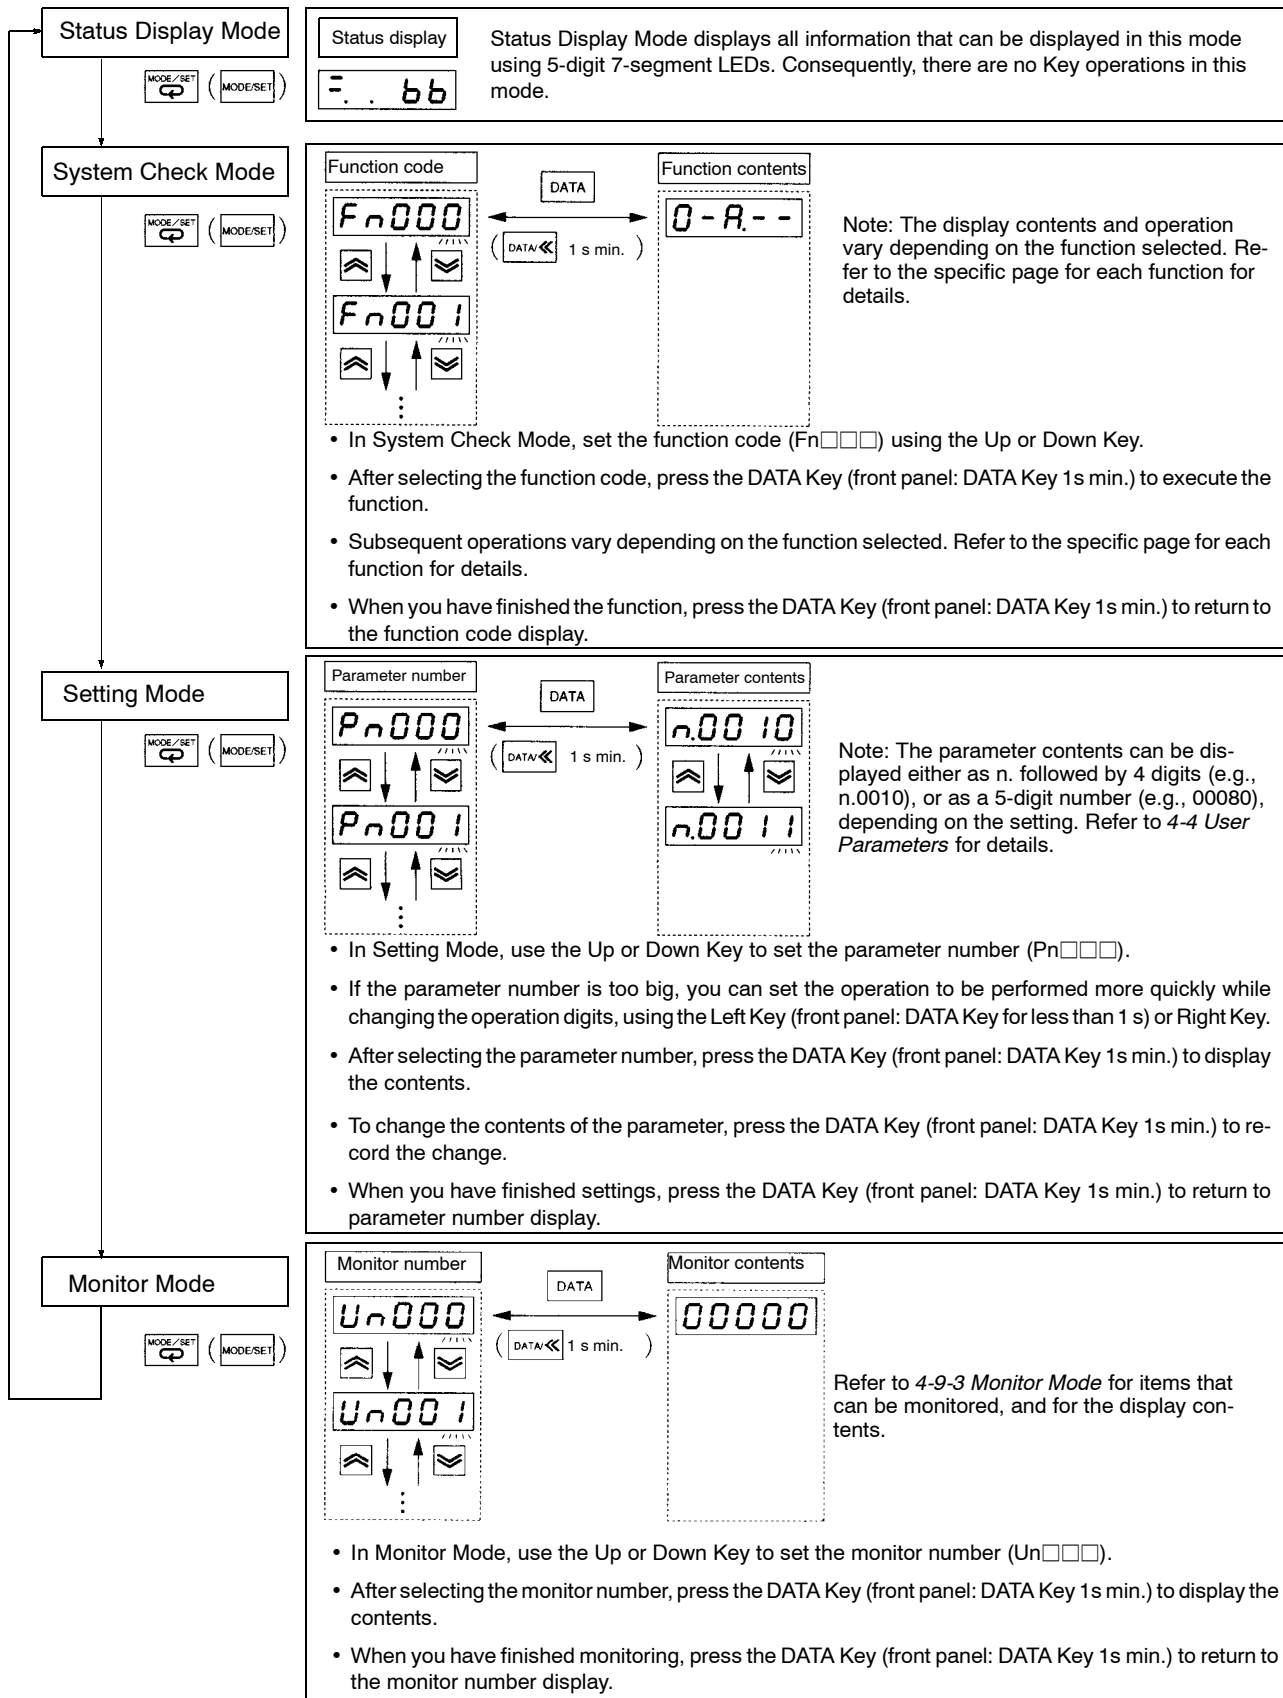 Status Display Mode
MODE/SET
(MODE/SET)
Status display
bb
Status Display Mode displays all information that can be displayed in this mode
using 5-digit 7-segment LEDs. Consequently, there are no Key operations in this
mode.
System Check Mode
MODE/SET
(MODE/SET)
Function code
Fn000
Fn001
DATA
(DATA/≪ 1 s min.)
Function contents
0-A.--
Note: The display contents and operation
vary depending on the function selected. Re-
fer to the specific page for each function for
details.
• In System Check Mode, set the function code (Fn□□□) using the Up or Down Key.
• After selecting the function code, press the DATA Key (front panel: DATA Key 1s min.) to execute the
function.
• Subsequent operations vary depending on the function selected. Refer to the specific page for each
function for details.
• When you have finished the function, press the DATA Key (front panel: DATA Key 1s min.) to return to
the function code display.
Setting Mode
MODE/SET
(MODE/SET)
Parameter number
Pn000
Pn001
DATA
(DATA/≪ 1 s min.)
Parameter contents
n.0010
n.0011
Note: The parameter contents can be dis-
played either as n. followed by 4 digits (e.g.,
n.0010), or as a 5-digit number (e.g., 00080),
depending on the setting. Refer to 4-4 User
Parameters for details.
• In Setting Mode, use the Up or Down Key to set the parameter number (Pn□□□).
• If the parameter number is too big, you can set the operation to be performed more quickly while
changing the operation digits, using the Left Key (front panel: DATA Key for less than 1 s) or Right Key.
• After selecting the parameter number, press the DATA Key (front panel: DATA Key 1s min.) to display
the contents.
• To change the contents of the parameter, press the DATA Key (front panel: DATA Key 1s min.) to re-
cord the change.
• When you have finished settings, press the DATA Key (front panel: DATA Key 1s min.) to return to
parameter number display.
Monitor Mode
MODE/SET
(MODE/SET)
Monitor number
Un000
Un001
DATA
(DATA/≪ 1 s min.)
Monitor contents
00000
Refer to 4-9-3 Monitor Mode for items that
can be monitored, and for the display con-
tents.
• In Monitor Mode, use the Up or Down Key to set the monitor number (Un□□□).
• After selecting the monitor number, press the DATA Key (front panel: DATA Key 1s min.) to display the
contents.
• When you have finished monitoring, press the DATA Key (front panel: DATA Key 1s min.) to return to
the monitor number display.